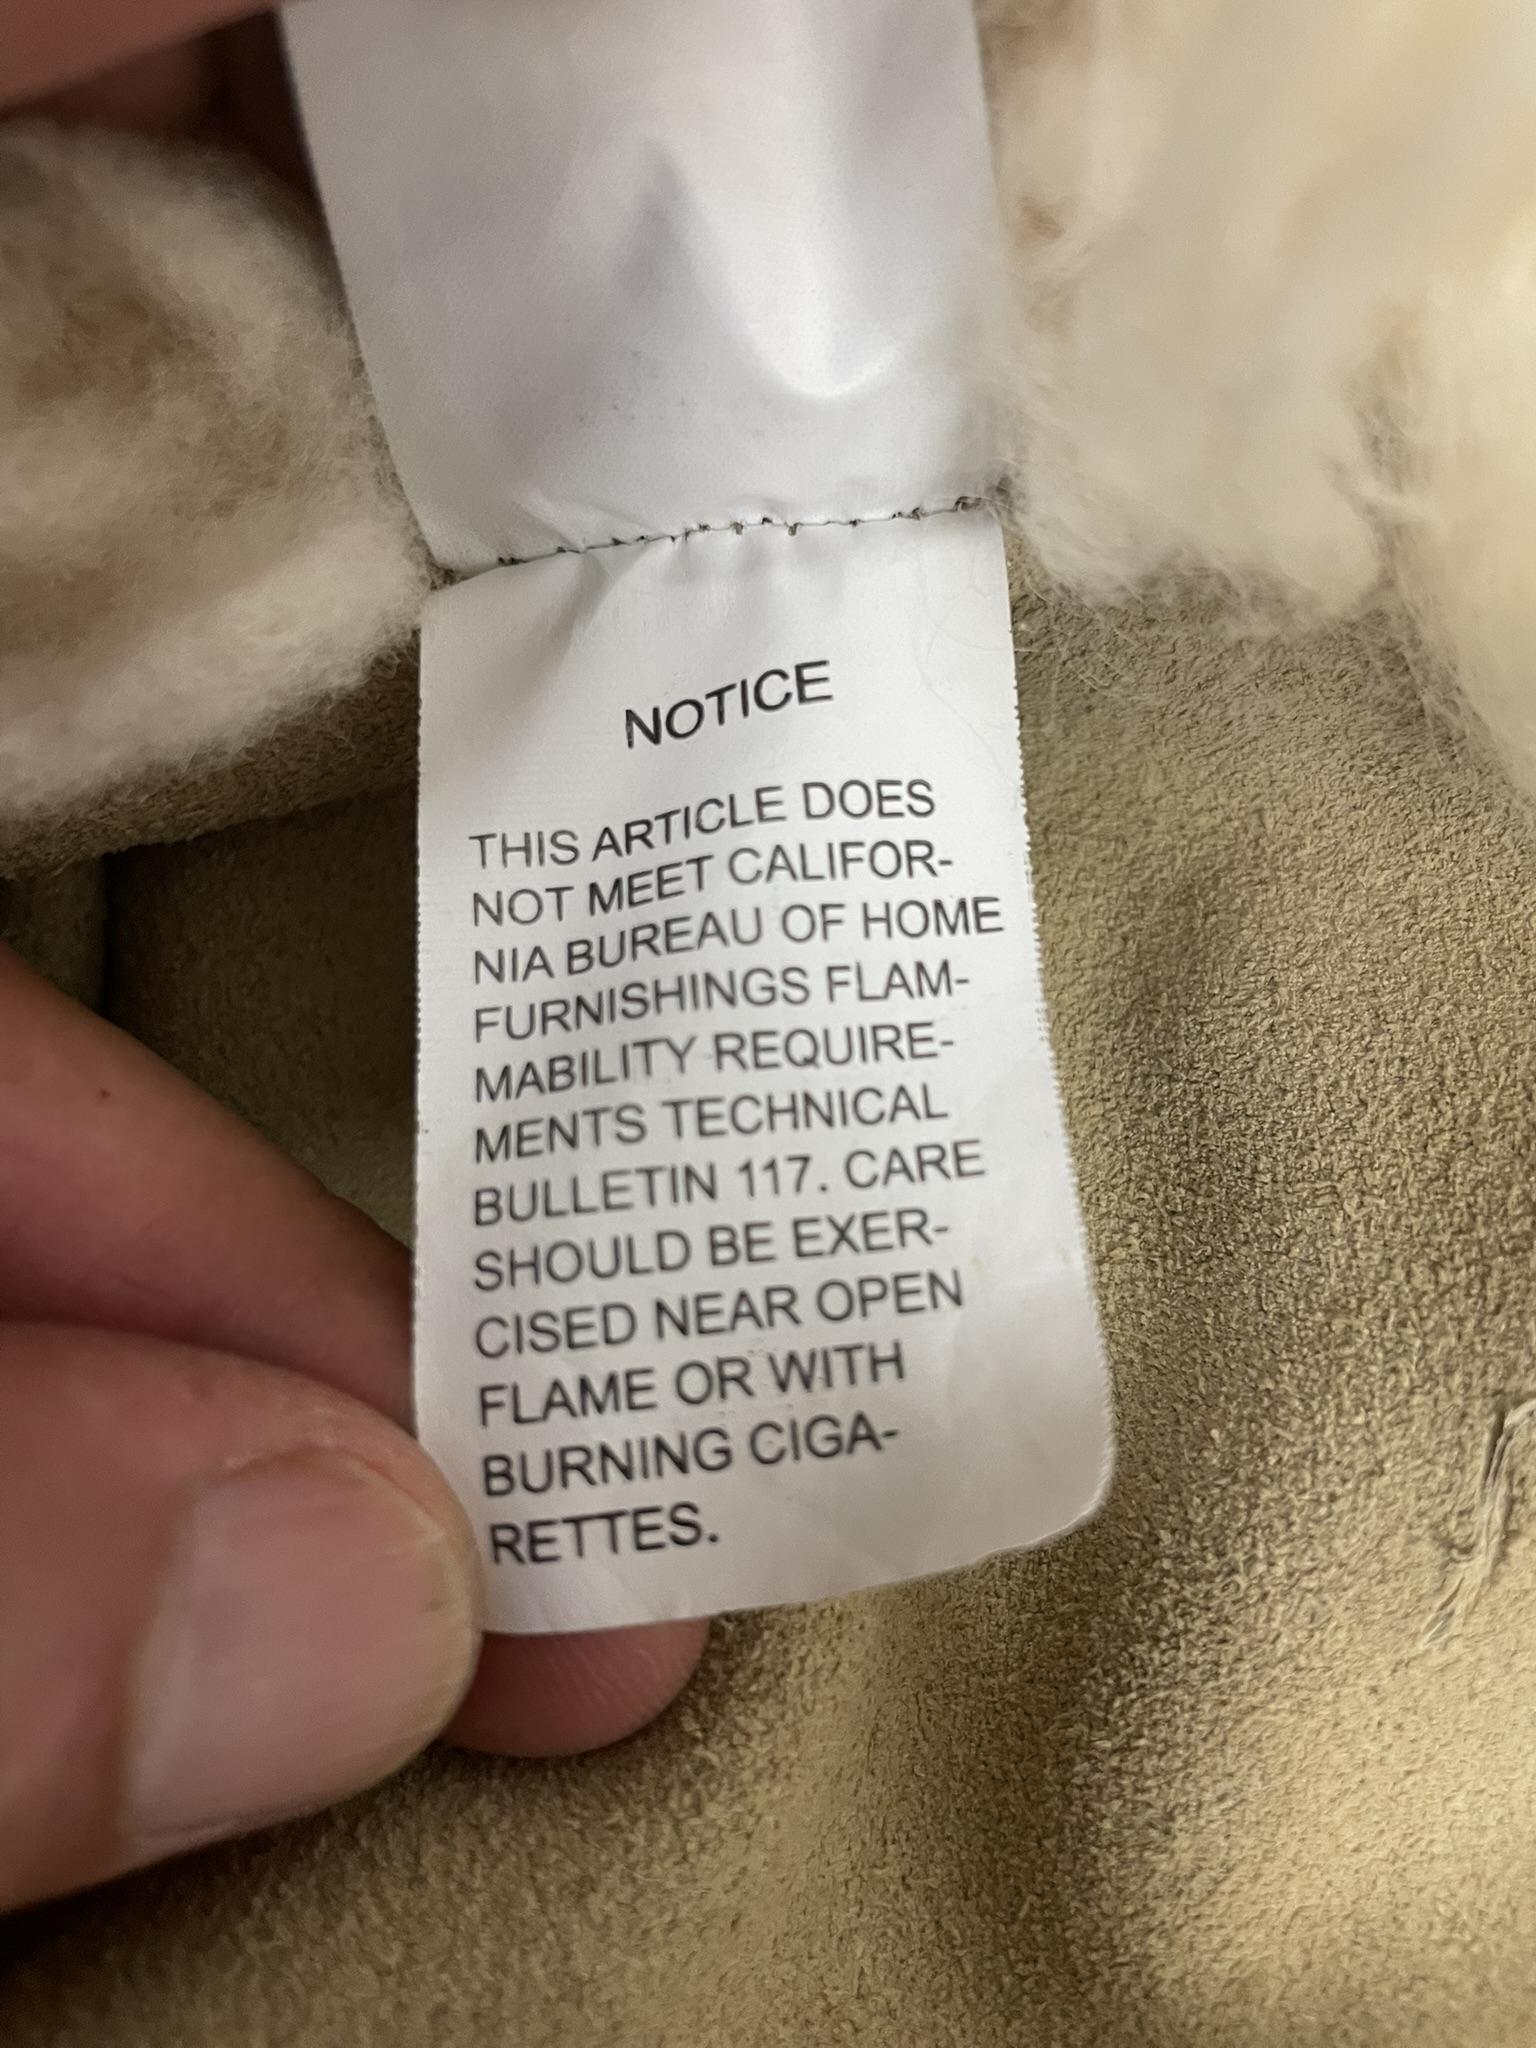 NOTICE
THIS ARTICLE DOES
NOT MEET CALIFOR-
NIA BUREAU OF HOME
FURNISHINGS FLAM-
MABILITY REQUIRE-
MENTS TECHNICAL
BULLETIN 117. CARE
SHOULD BE EXER-
CISED NEAR OPEN
FLAME OR WITH
BURNING CIGA-
RETTES.